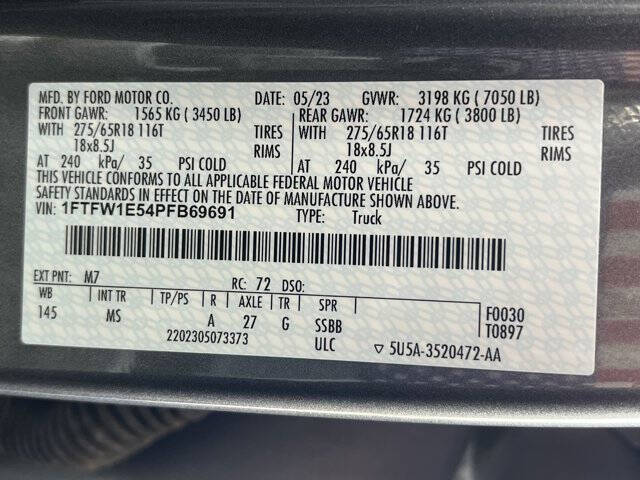 MFD. BY FORD MOTOR CO. DATE: 05/23 GVWR: 3198 KG ( 7050 LB)
FRONT GAWR: 1565 KG ( 3450 LB) REAR GAWR: 1724 KG ( 3800 LB)
WITH 275/65R18 116T TIRES WITH 275/65R18 116T TIRES
18x8.5J RIMS 18x8.5J RIMS
AT 240 kPa/ 35 PSI COLD AT 240 kPa/ 35 PSI COLD
THIS VEHICLE CONFORMS TO ALL APPLICABLE FEDERAL MOTOR VEHICLE
SAFETY STANDARDS IN EFFECT ON THE DATE OF MANUFACTURE SHOWN ABOVE.
VIN: 1FTFW1E54PFB69691 TYPE: Truck
EXT PNT: M7 RC: 72 DSO:
WB INT TR TP/PS R AXLE TR SPR F0030
145 MS A 27 G SSBB T0897
2202305073373 ULC ▽ 5U5A-3520472-AA